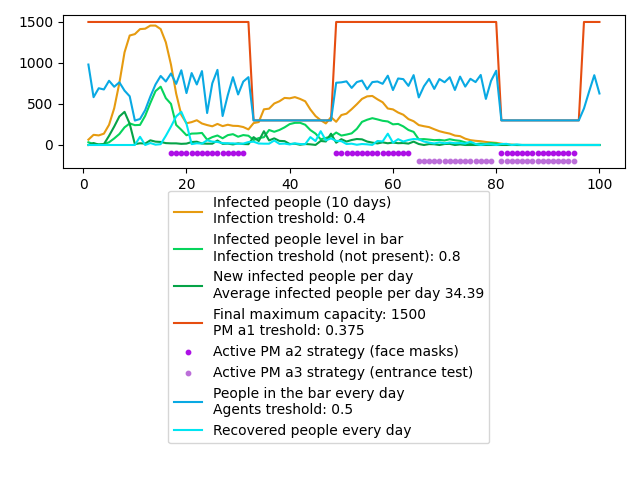 1500
1000
500
0
0 20 40 60 80 100
Infected people (10 days)
Infection treshold: 0.4
Infected people level in bar
Infection treshold (not present): 0.8
New infected people per day
Average infected people per day 34.39
Final maximum capacity: 1500
PM a1 treshold: 0.375
Active PM a2 strategy (face masks)
Active PM a3 strategy (entrance test)
People in the bar every day
Agents treshold: 0.5
Recovered people every day